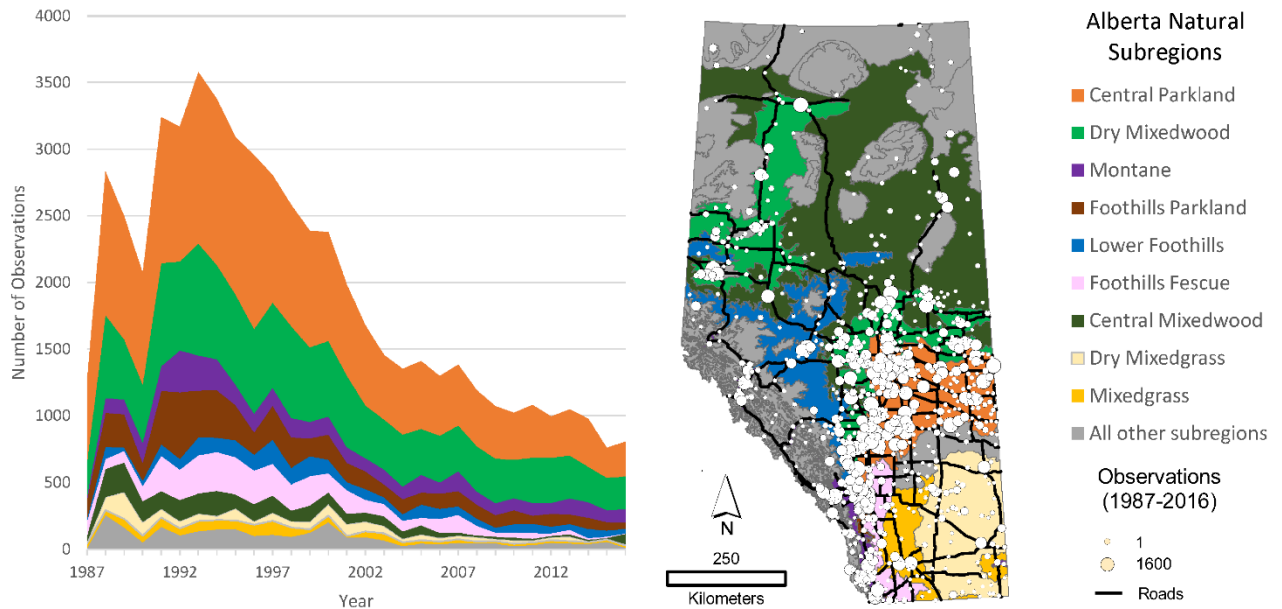 4000
3500
3000
2500
2000
1500
1000
500
0
Number of Observations
1987
1992
1997
2002
2007
2012
Year
N
250
Kilometers
Alberta Natural
Subregions
Central Parkland
Dry Mixedwood
Montane
Foothills Parkland
Lower Foothills
Foothills Fescue
Central Mixedwood
Dry Mixedgrass
Mixedgrass
All other subregions
Observations
(1987-2016)
1
1600
Roads